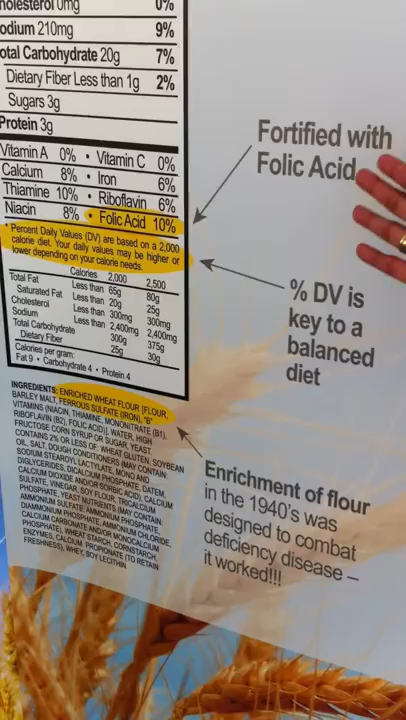 holesterol 0mg 0%
odium 210mg 9%
otal Carbohydrate 20g 7%
Dietary Fiber Less than 1g 2%
Sugars 3g
Protein 3g
Vitamin A 0% • Vitamin C 0%
Calcium 8% • Iron 6%
Thiamine 10% • Riboflavin 6%
Niacin 8% • Folic Acid 10%
* Percent Daily Values (DV) are based on a 2,000
calorie diet. Your daily values may be higher or
lower depending on your calorie needs.
Calories 2,000 2,500
Total Fat Less than 65g 80g
Saturated Fat Less than 20g 25g
Cholesterol Less than 300mg 300mg
Sodium Less than 2,400mg 2,400mg
Total Carbohydrate 300g 375g
Dietary Fiber 25g 30g
Calories per gram:
Fat 9 • Carbohydrate 4 • Protein 4
INGREDIENTS: ENRICHED WHEAT FLOUR [FLOUR,
BARLEY MALT, FERROUS SULFATE (IRON), "B"
VITAMINS (NIACIN, THIAMINE, MONONITRATE (B1),
RIBOFLAVIN (B2), FOLIC ACID)]. WATER, HIGH
FRUCTOSE CORN SYRUP OR SUGAR, YEAST.
CONTAINS 2% OR LESS OF: WHEAT GLUTEN, SOYBEAN
OIL, SALT, DOUGH CONDITIONERS (MAY CONTAIN:
SODIUM STEAROYL LACTYLATE, MONO AND
DIGLYCERIDES, DICALCIUM PHOSPHATE, DATEM,
CALCIUM DIOXIDE AND/OR SORBIC ACID), CALCIUM
SULFATE, VINEGAR, SOY FLOUR, TRICALCIUM
PHOSPHATE, YEAST NUTRIENTS (MAY CONTAIN:
AMMONIUM SULFATE, AMMONIUM CHLORIDE,
DIAMMONIUM PHOSPHATE, AMMONIUM
CALCIUM CARBONATE AND/OR MONOCALCIUM
PHOSPHATE), WHEAT STARCH, CORNSTARCH,
ENZYMES, CALCIUM PROPIONATE (TO RETAIN
FRESHNESS), WHEY, SOY LECITHIN.
Fortified with
Folic Acid
% DV is
key to a
balanced
diet
Enrichment of flour
in the 1940's was
designed to combat
deficiency disease –
it worked!!!